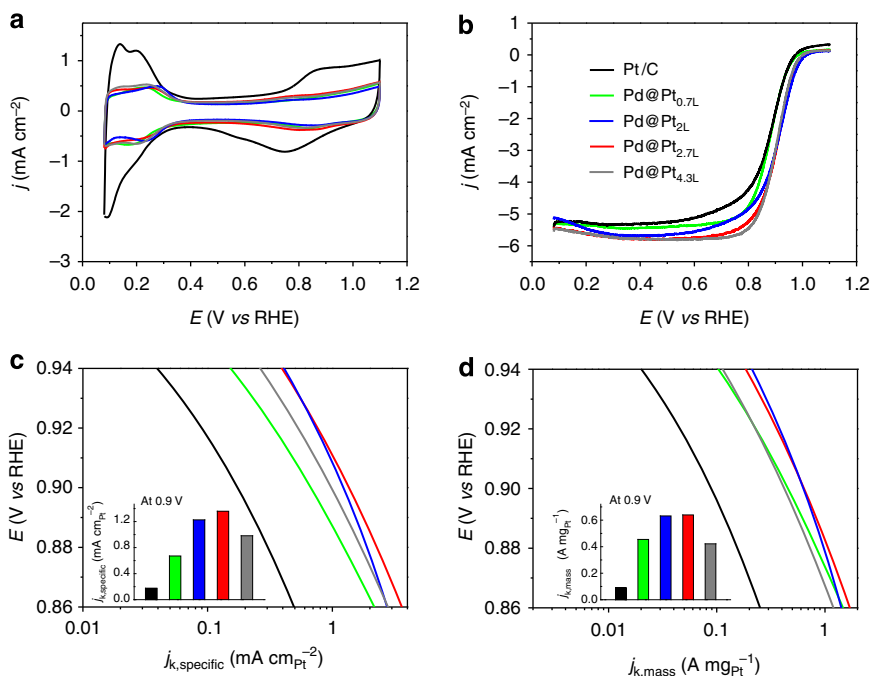 a
j (mA cm⁻²)
1
0
–1
–2
–3
0.0 0.2 0.4 0.6 0.8 1.0 1.2
E (V vs RHE)
b
j (mA cm⁻²)
0
–1
–2
–3
–4
–5
–6
Pt/C
Pd@Pt₀.₇L
Pd@Pt₂L
Pd@Pt₂.₇L
Pd@Pt₄.₃L
0.0 0.2 0.4 0.6 0.8 1.0 1.2
E (V vs RHE)
c
E (V vs RHE)
0.94
0.92
0.90
0.88
0.86
At 0.9 V
jk,specific (mA cmPt⁻²)
1.2
0.8
0.4
0.0
0.01 0.1 1
jk,specific (mA cmPt⁻²)
d
E (V vs RHE)
0.94
0.92
0.90
0.88
0.86
At 0.9 V
jk,mass (A mgPt⁻¹)
0.6
0.4
0.2
0.0
0.01 0.1 1
jk,mass (A mgPt⁻¹)